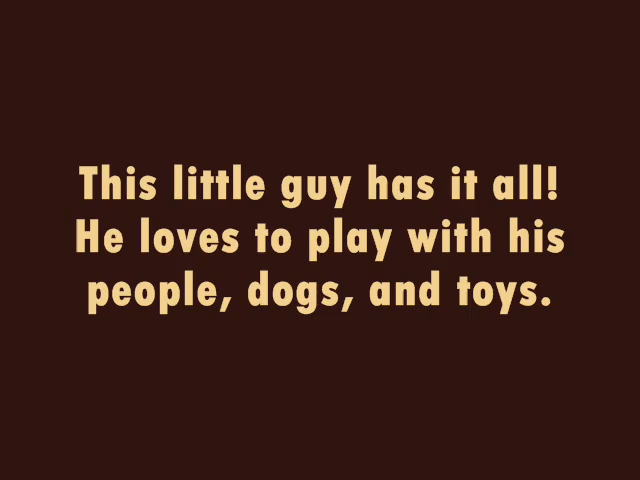 This little guy has it all!
He loves to play with his
people, dogs, and toys.